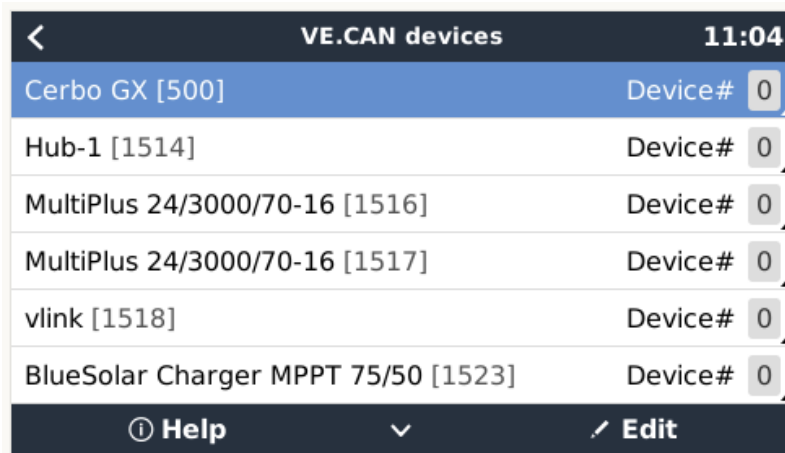 VE.CAN devices 11:04
Cerbo GX [500] Device# 0
Hub-1 [1514] Device# 0
MultiPlus 24/3000/70-16 [1516] Device# 0
MultiPlus 24/3000/70-16 [1517] Device# 0
vlink [1518] Device# 0
BlueSolar Charger MPPT 75/50 [1523] Device# 0
Help Edit